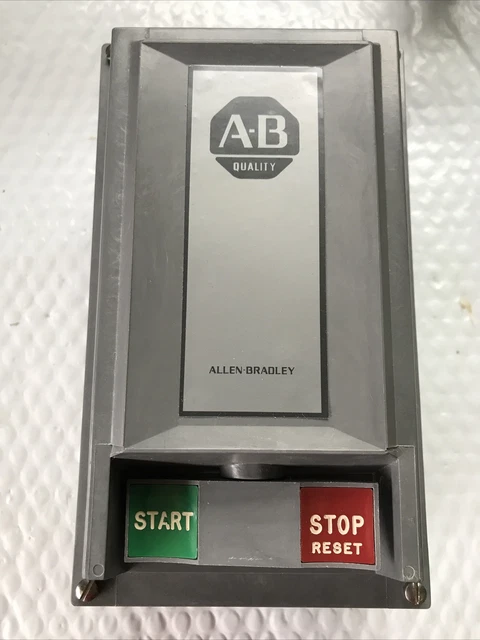 A-B
QUALITY
ALLEN-BRADLEY
START
STOP
RESET